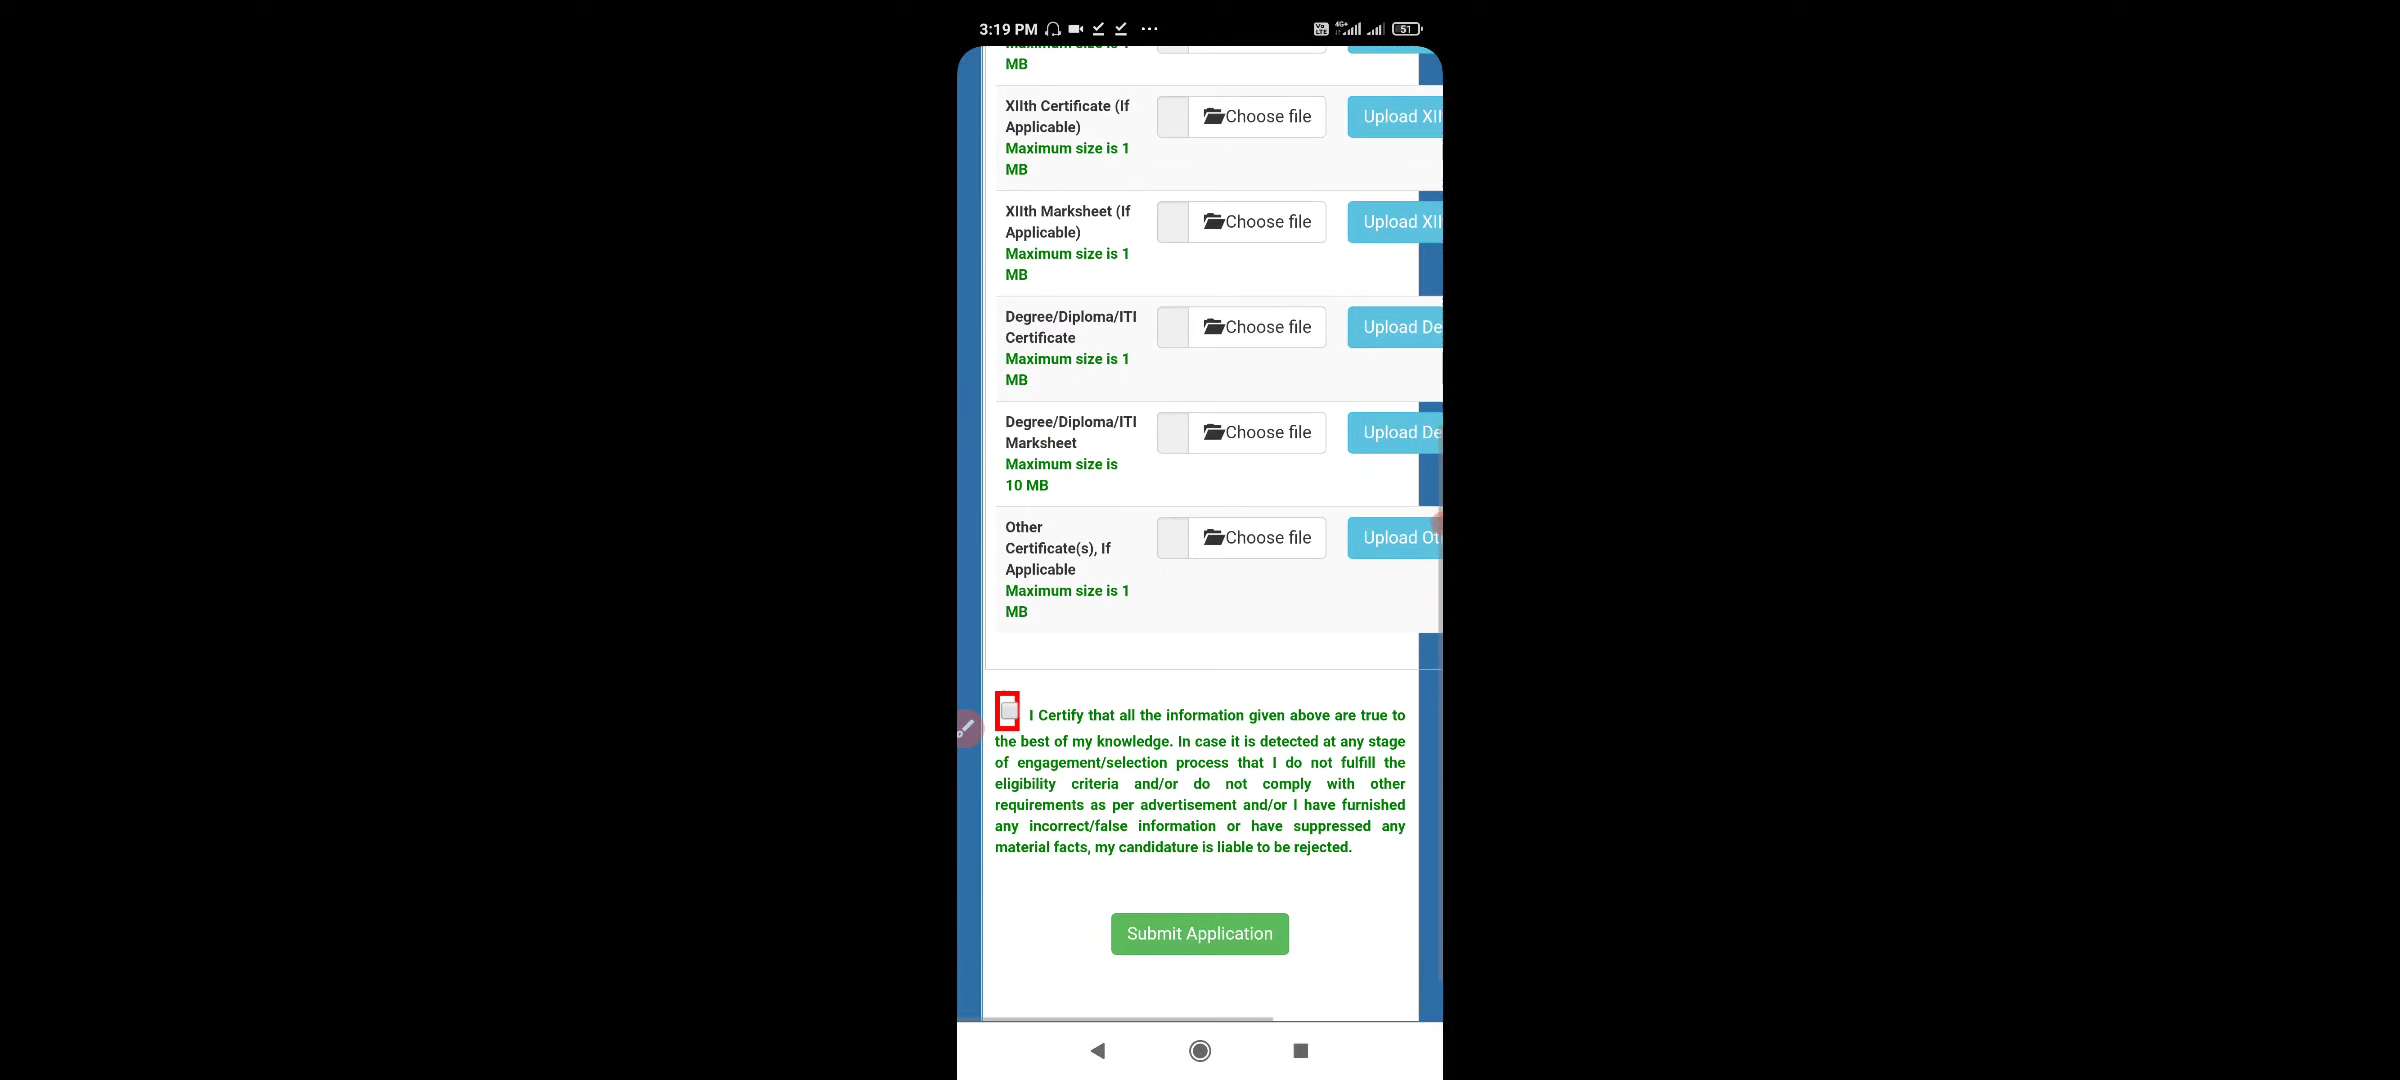 3:19 PM
51
Maximum size is 1
MB
XIIth Certificate (If
Applicable)
Maximum size is 1
MB
Choose file
Upload XII
XIIth Marksheet (If
Applicable)
Maximum size is 1
MB
Choose file
Upload XII
Degree/Diploma/ITI
Certificate
Maximum size is 1
MB
Choose file
Upload De
Degree/Diploma/ITI
Marksheet
Maximum size is
10 MB
Choose file
Upload De
Other
Certificate(s), If
Applicable
Maximum size is 1
MB
Choose file
Upload Ot
I Certify that all the information given above are true to
the best of my knowledge. In case it is detected at any stage
of engagement/selection process that I do not fulfill the
eligibility criteria and/or do not comply with other
requirements as per advertisement and/or I have furnished
any incorrect/false information or have suppressed any
material facts, my candidature is liable to be rejected.
Submit Application